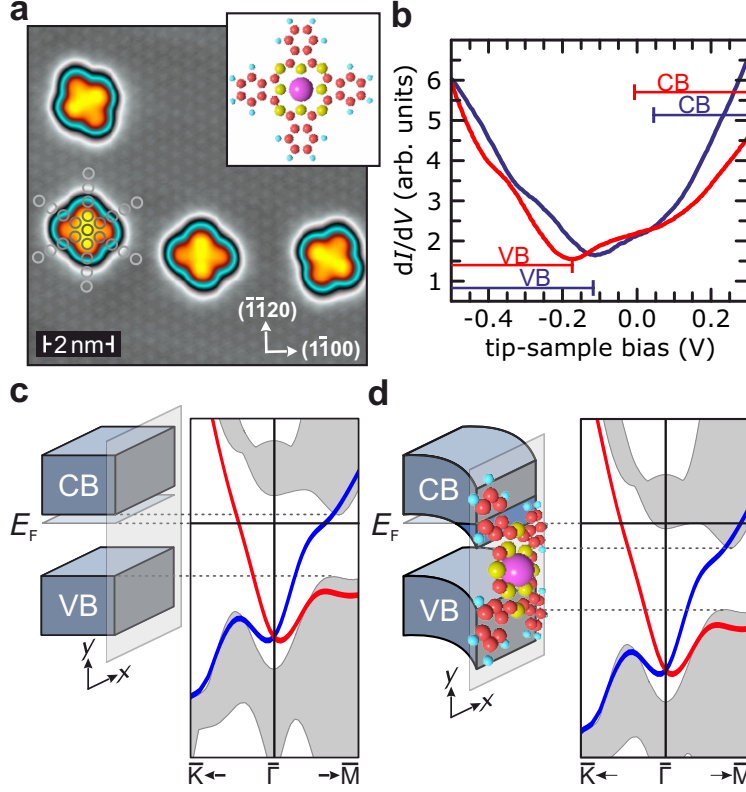 a
(1̅1̅20)
(11̅00)
2 nm
b
dI/dV (arb. units)
6
5
4
3
2
1
CB
CB
VB
VB
-0.4 -0.2 0.0 0.2
tip-sample bias (V)
c
CB
E_F
VB
y
x
K̅ Γ̅ M̅
d
CB
E_F
VB
y
x
K̅ Γ̅ M̅